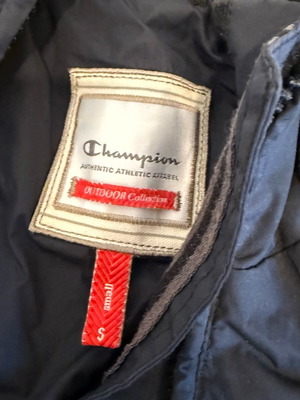 Champion
AUTHENTIC ATHLETIC APPAREL
OUTDOOR Collection
small
S